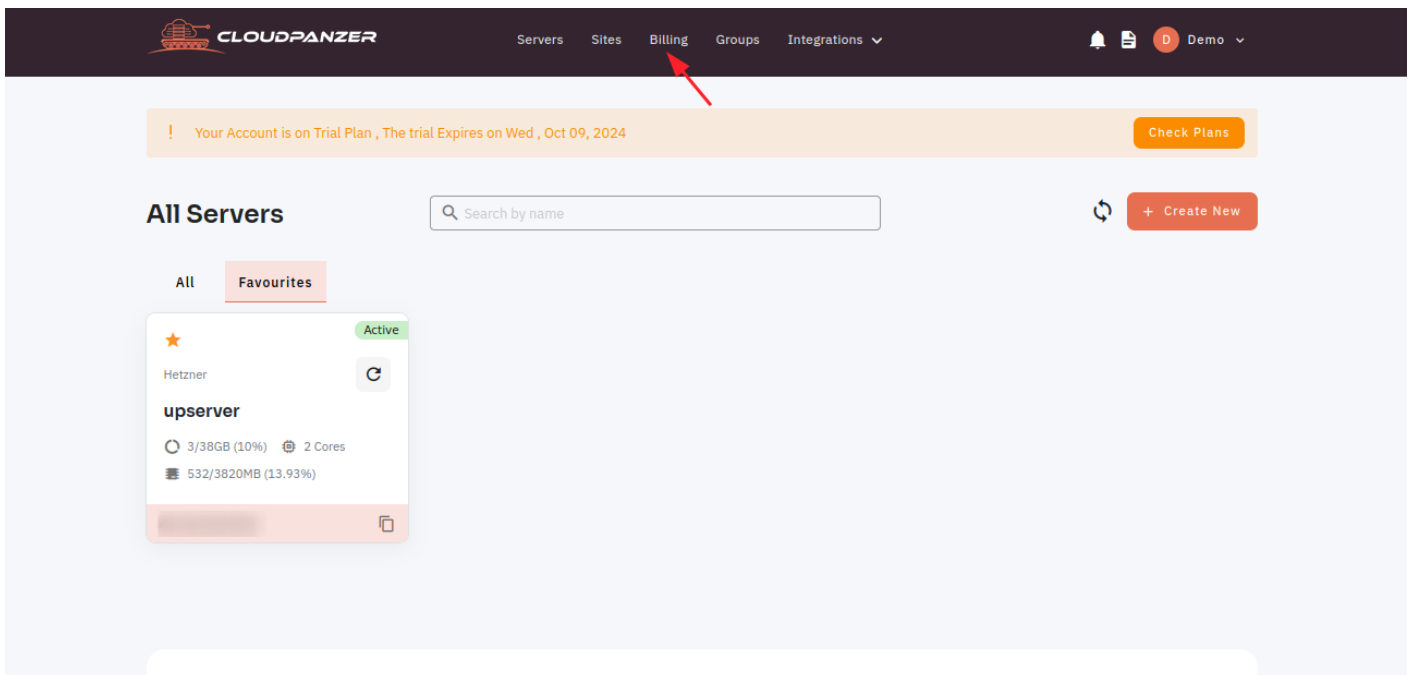 CLOUDPANZER
Servers Sites Billing Groups Integrations
D Demo
! Your Account is on Trial Plan , The trial Expires on Wed , Oct 09, 2024
Check Plans
All Servers
Search by name
+ Create New
All Favourites
Active
Hetzner
upserver
3/38GB (10%) 2 Cores
532/3820MB (13.93%)